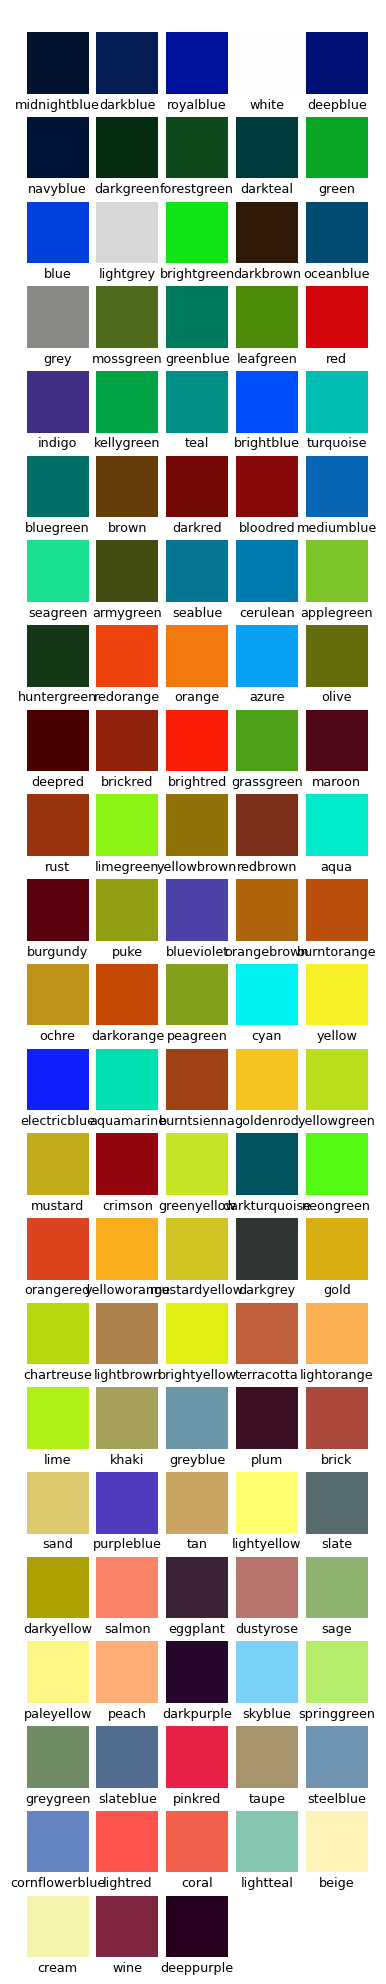 midnightblue darkblue royalblue white deepblue
navyblue darkgreen forestgreen darkteal green
blue lightgrey brightgreen darkbrown oceanblue
grey mossgreen greenblue leafgreen red
indigo kellygreen teal brightblue turquoise
bluegreen brown darkred bloodred mediumblue
seagreen armygreen seablue cerulean applegreen
huntergreen redorange orange azure olive
deepred brickred brightred grassgreen maroon
rust limegreen yellowbrown redbrown aqua
burgundy puke blueviolet orangebrown burntorange
ochre darkorange peagreen cyan yellow
electricblue aquamarine burntsienna goldenrod yellowgreen
mustard crimson greenyellow darkturquoise neongreen
orangered yelloworange mustardyellow darkgrey gold
chartreuse lightbrown brightyellow terracotta lightorange
lime khaki greyblue plum brick
sand purpleblue tan lightyellow slate
darkyellow salmon eggplant dustyrose sage
paleyellow peach darkpurple skyblue springgreen
greygreen slateblue pinkred taupe steelblue
cornflowerblue lightred coral lightteal beige
cream wine deeppurple